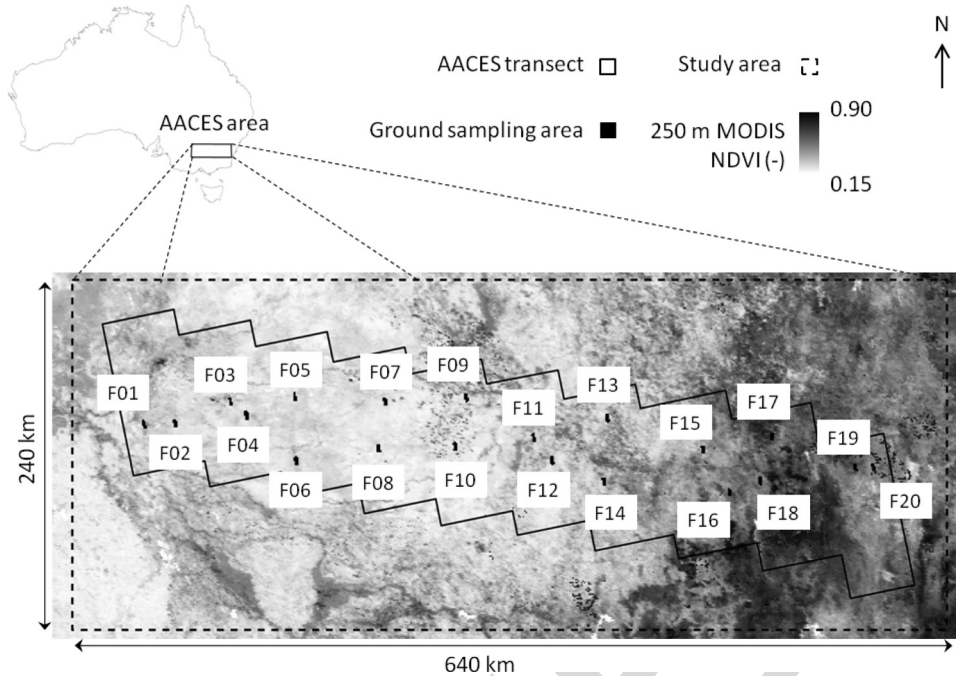 N
AACES transect
Study area
AACES area
Ground sampling area
250 m MODIS
NDVI (-)
0.90
0.15
F01
F02
F03
F04
F05
F06
F07
F08
F09
F10
F11
F12
F13
F14
F15
F16
F17
F18
F19
F20
240 km
640 km